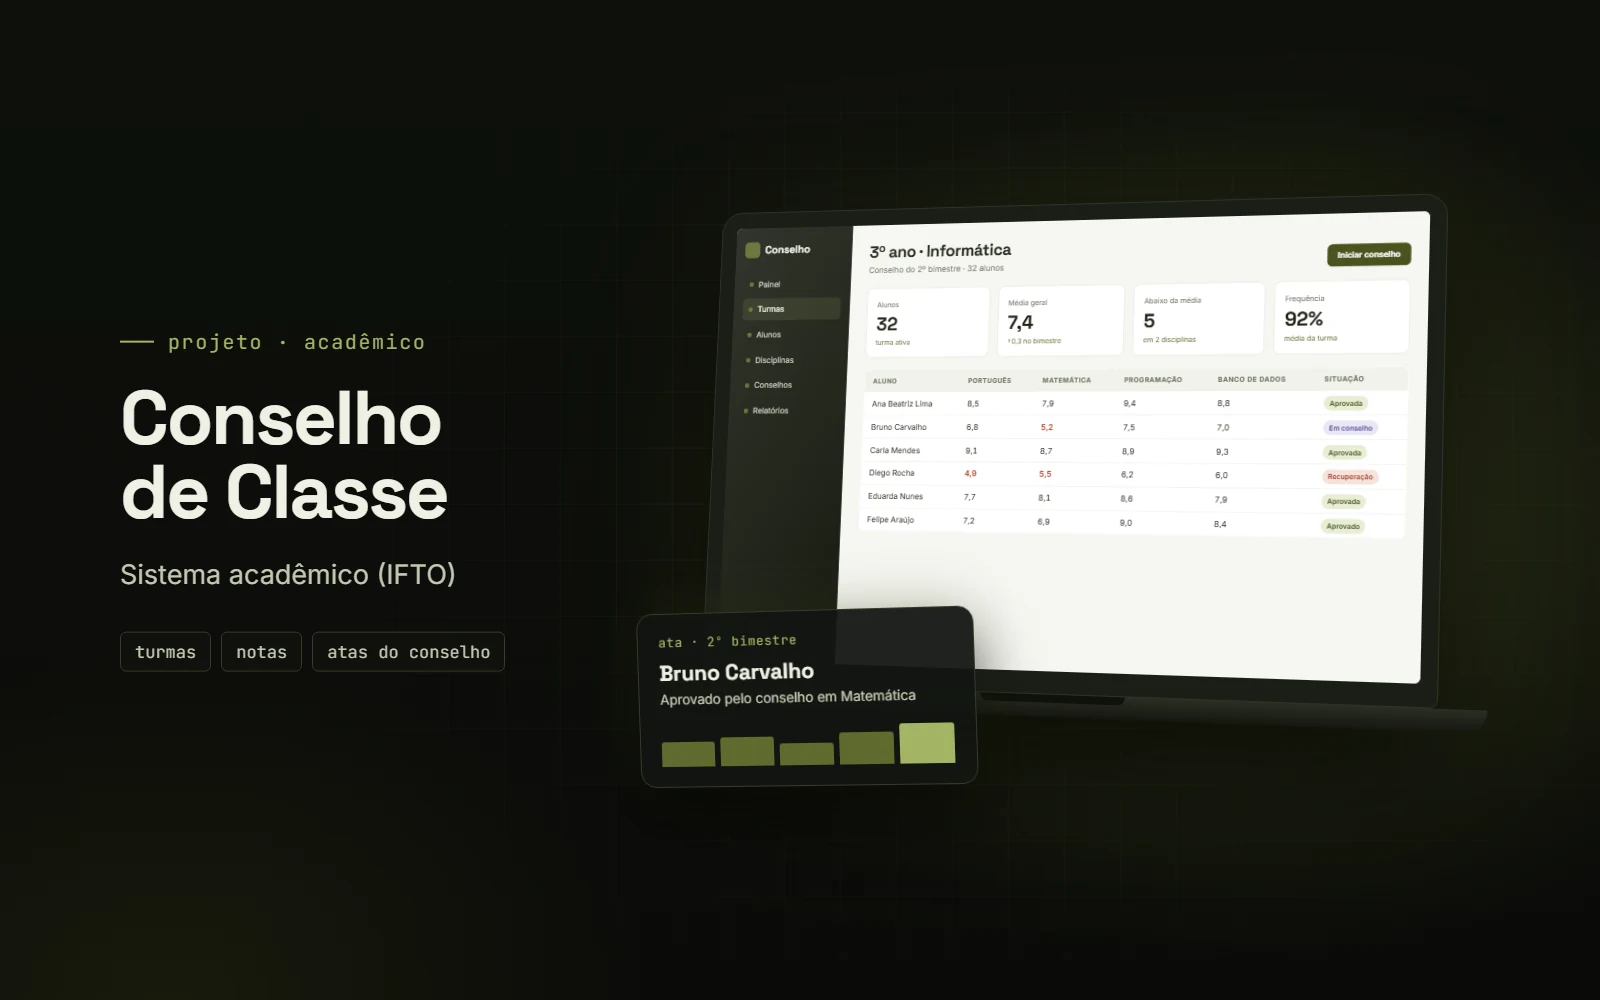 projeto · acadêmico
Conselho
de Classe
Sistema acadêmico (IFTO)
turmas notas atas do conselho
Conselho
Painel
Turmas
Alunos
Disciplinas
Conselhos
Relatórios
3º ano · Informática
Conselho do 2º bimestre · 32 alunos
Iniciar conselho
Alunos
32
turma ativa
Média geral
7,4
+0,3 no bimestre
Abaixo da média
5
em 2 disciplinas
Frequência
92%
média da turma
ALUNO PORTUGUÊS MATEMÁTICA PROGRAMAÇÃO BANCO DE DADOS SITUAÇÃO
Ana Beatriz Lima 8,5 7,9 9,4 8,8 Aprovada
Bruno Carvalho 6,8 5,2 7,5 7,0 Em conselho
Carla Mendes 9,1 8,7 8,9 9,3 Aprovada
Diego Rocha 4,9 5,5 6,2 6,0 Recuperação
Eduarda Nunes 7,7 8,1 8,6 7,9 Aprovada
Felipe Araújo 7,2 6,9 9,0 8,4 Aprovado
ata · 2º bimestre
Bruno Carvalho
Aprovado pelo conselho em Matemática